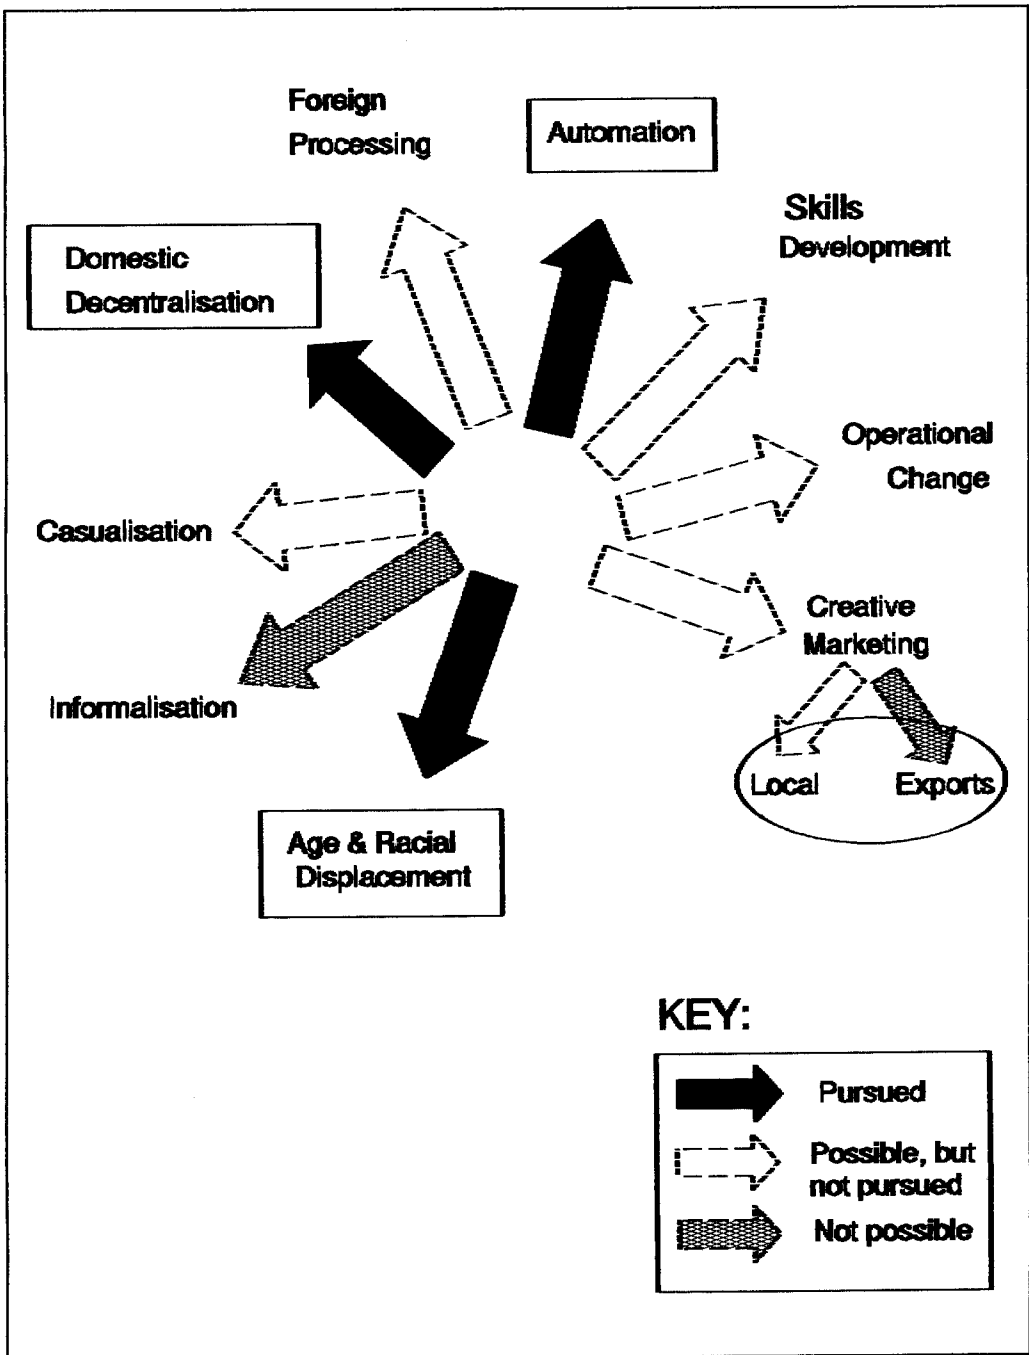 Foreign
Processing
Automation
Skills
Development
Domestic
Decentralisation
Operational
Change
Casualisation
Creative
Marketing
Informalisation
Local
Exports
Age & Racial
Displacement
KEY:
Pursued
Possible, but
not pursued
Not possible